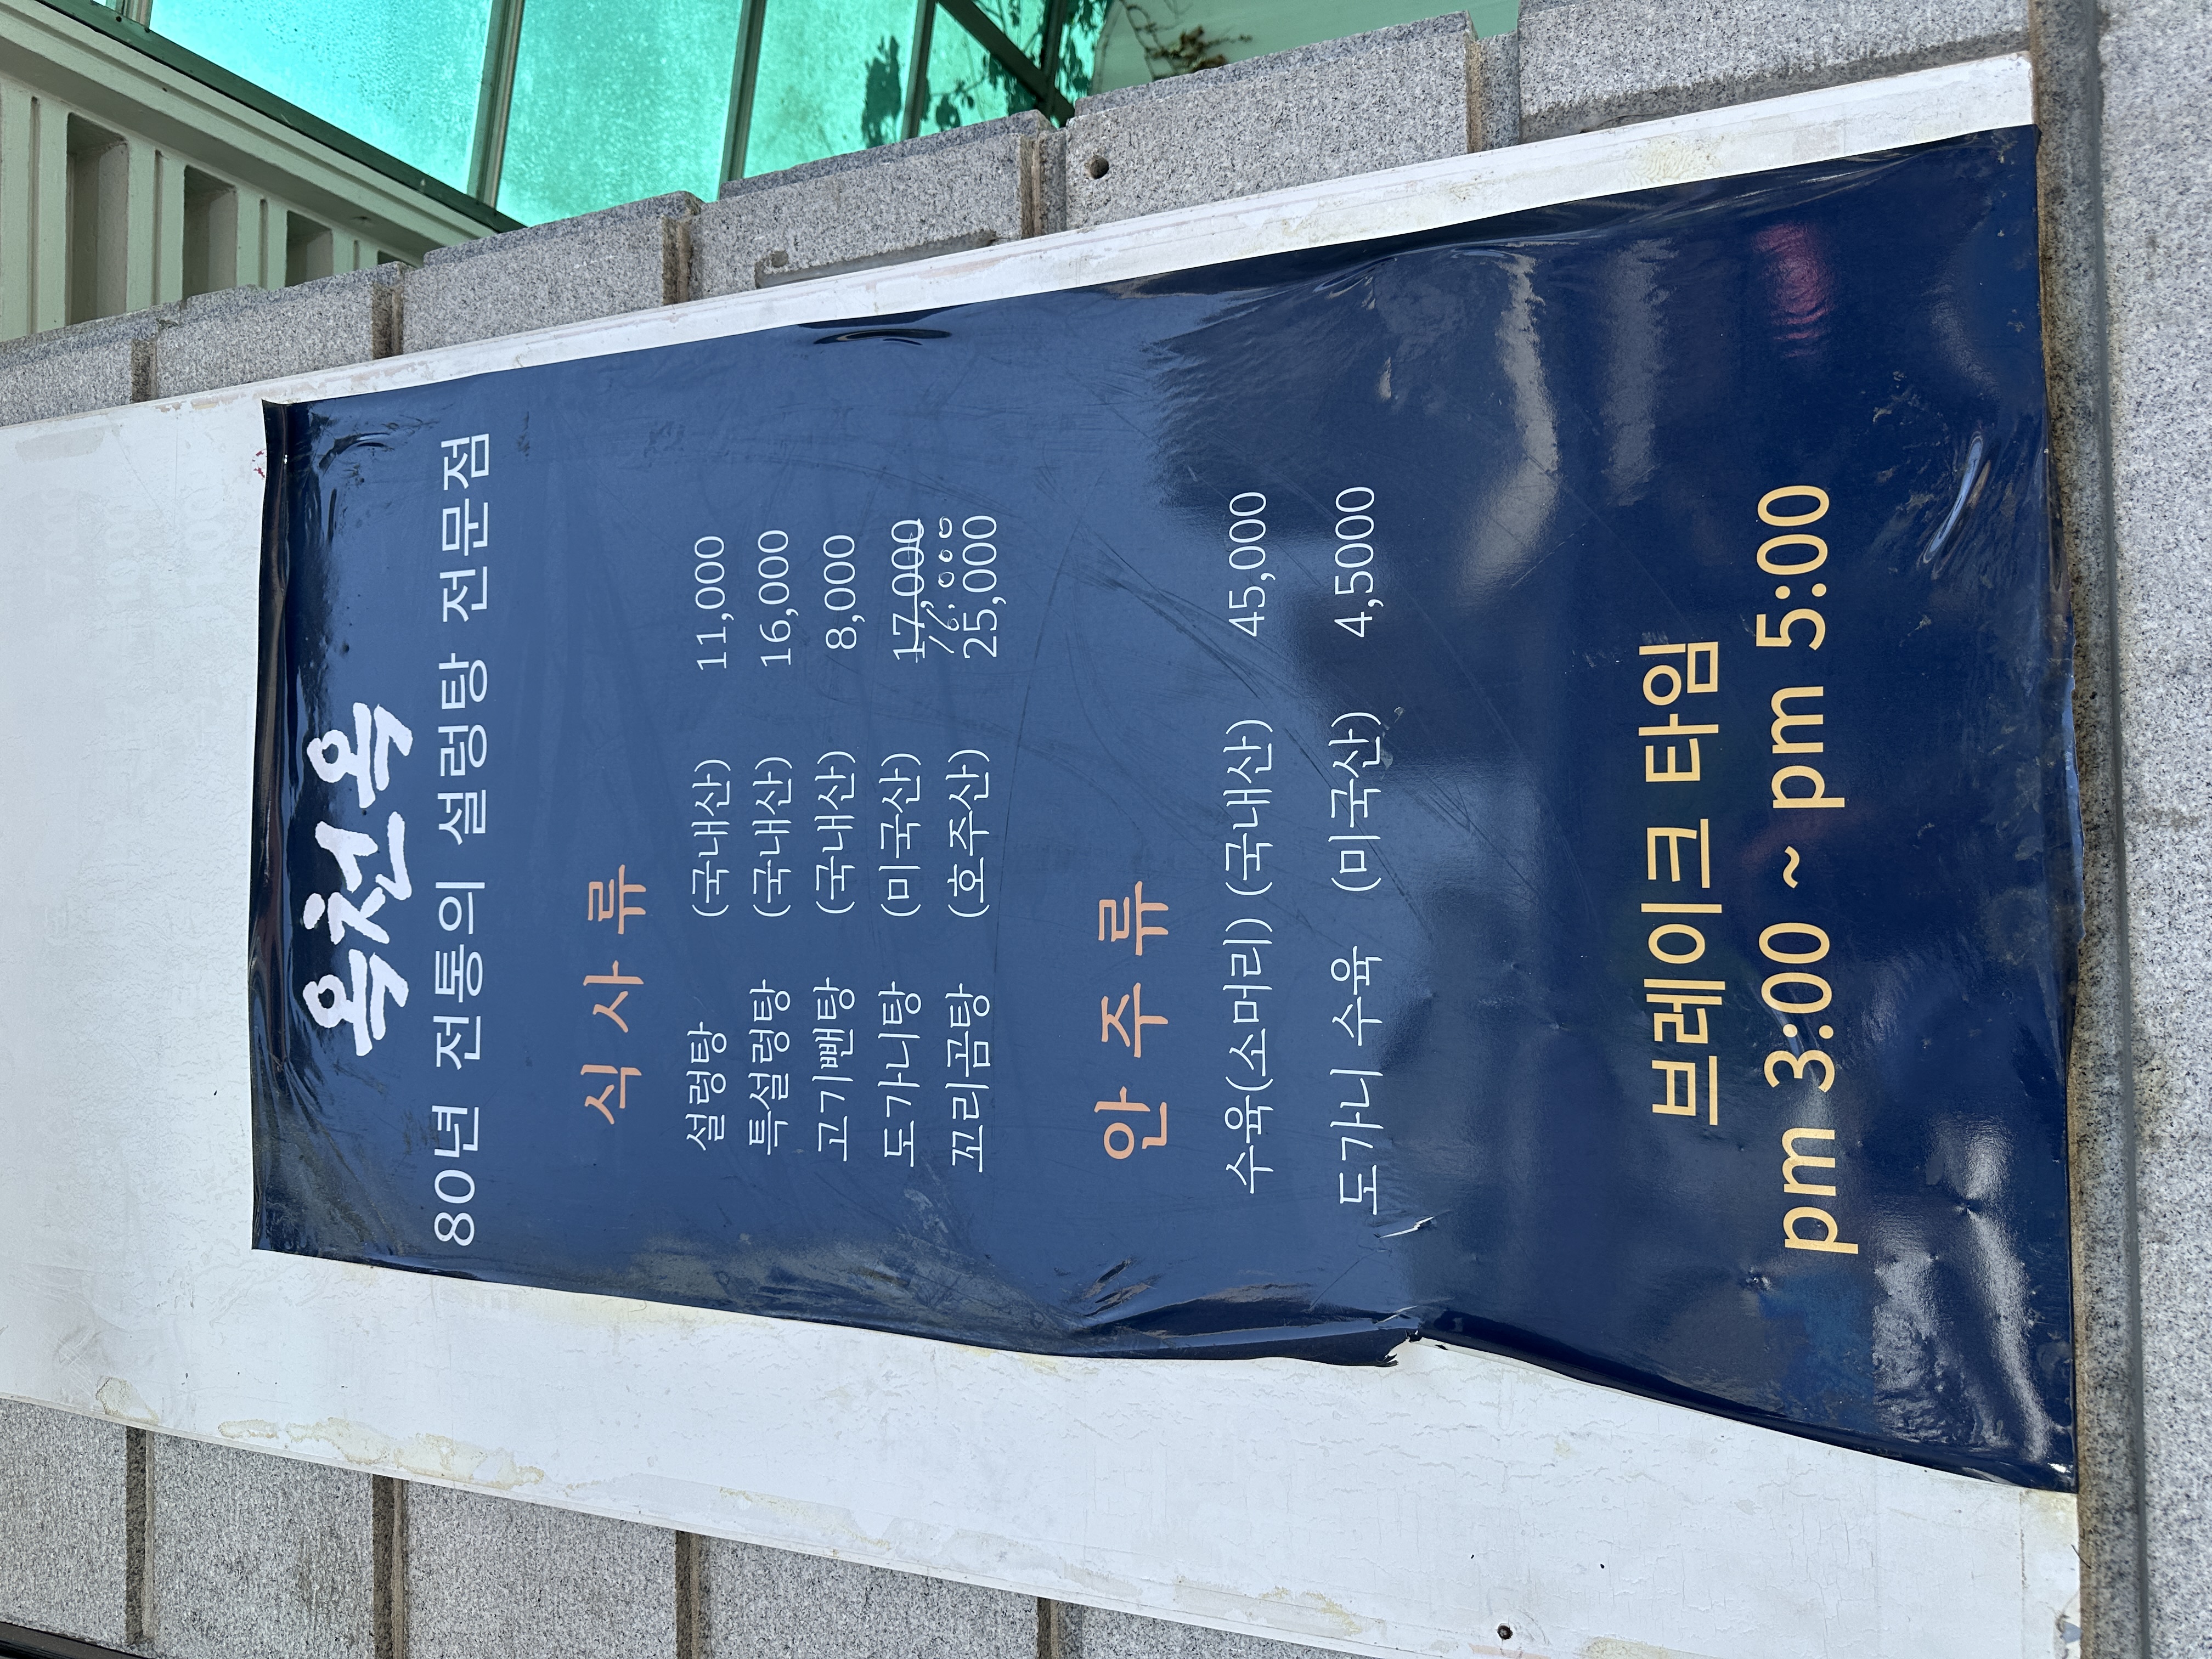 옥천옥
80년 전통의 설렁탕 전문점
식사류
설렁탕 (국내산) 11,000
특설렁탕 (국내산) 16,000
고기뺀탕 (국내산) 8,000
도가니탕 (미국산) 17,000
16,000
꼬리곰탕 (호주산) 25,000
안주류
수육(소머리) (국내산) 45,000
도가니 수육 (미국산) 4,5000
브레이크 타임
pm 3:00 ~ pm 5:00